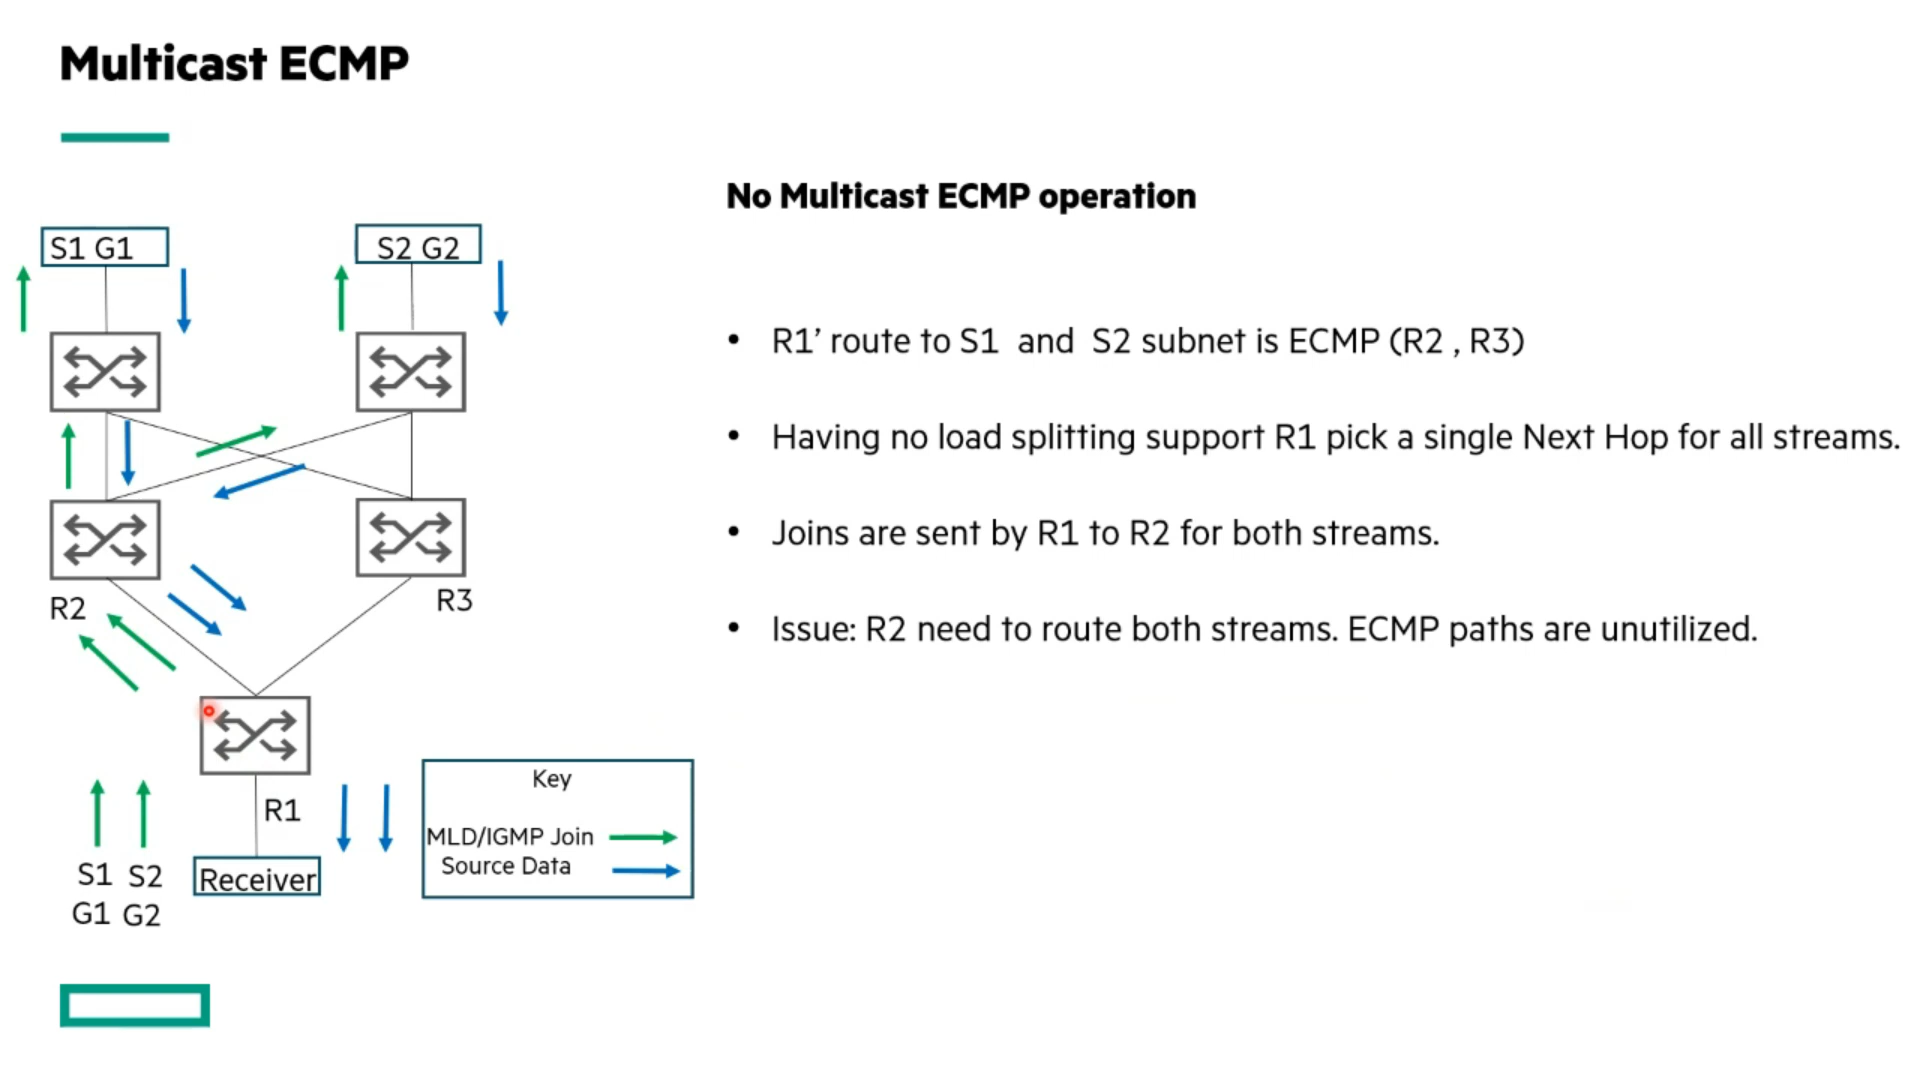 Multicast ECMP
No Multicast ECMP operation
S1 G1
S2 G2
R1’ route to S1  and  S2 subnet is ECMP (R2 , R3)
Having no load splitting support R1 pick a single Next Hop for all streams.
Joins are sent by R1 to R2 for both streams.
Issue: R2 need to route both streams. ECMP paths are unutilized.
R2
R3
R1
Key
MLD/IGMP Join
Source Data
S1 S2
G1 G2
Receiver